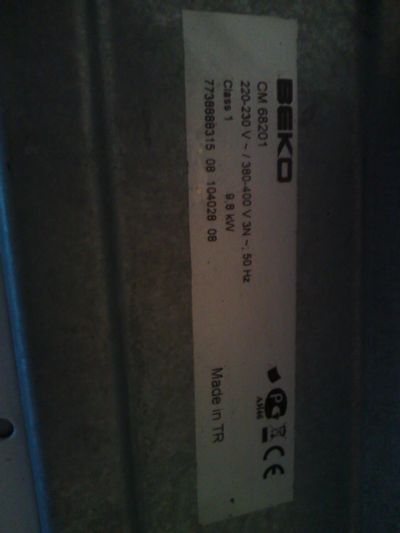 BEKO
CM 68201
220-230 V ~ / 380-400 V 3N ~; 50 Hz
Class 1 9,8 kW
7738888315 08 104028 08
Made in TR
CE